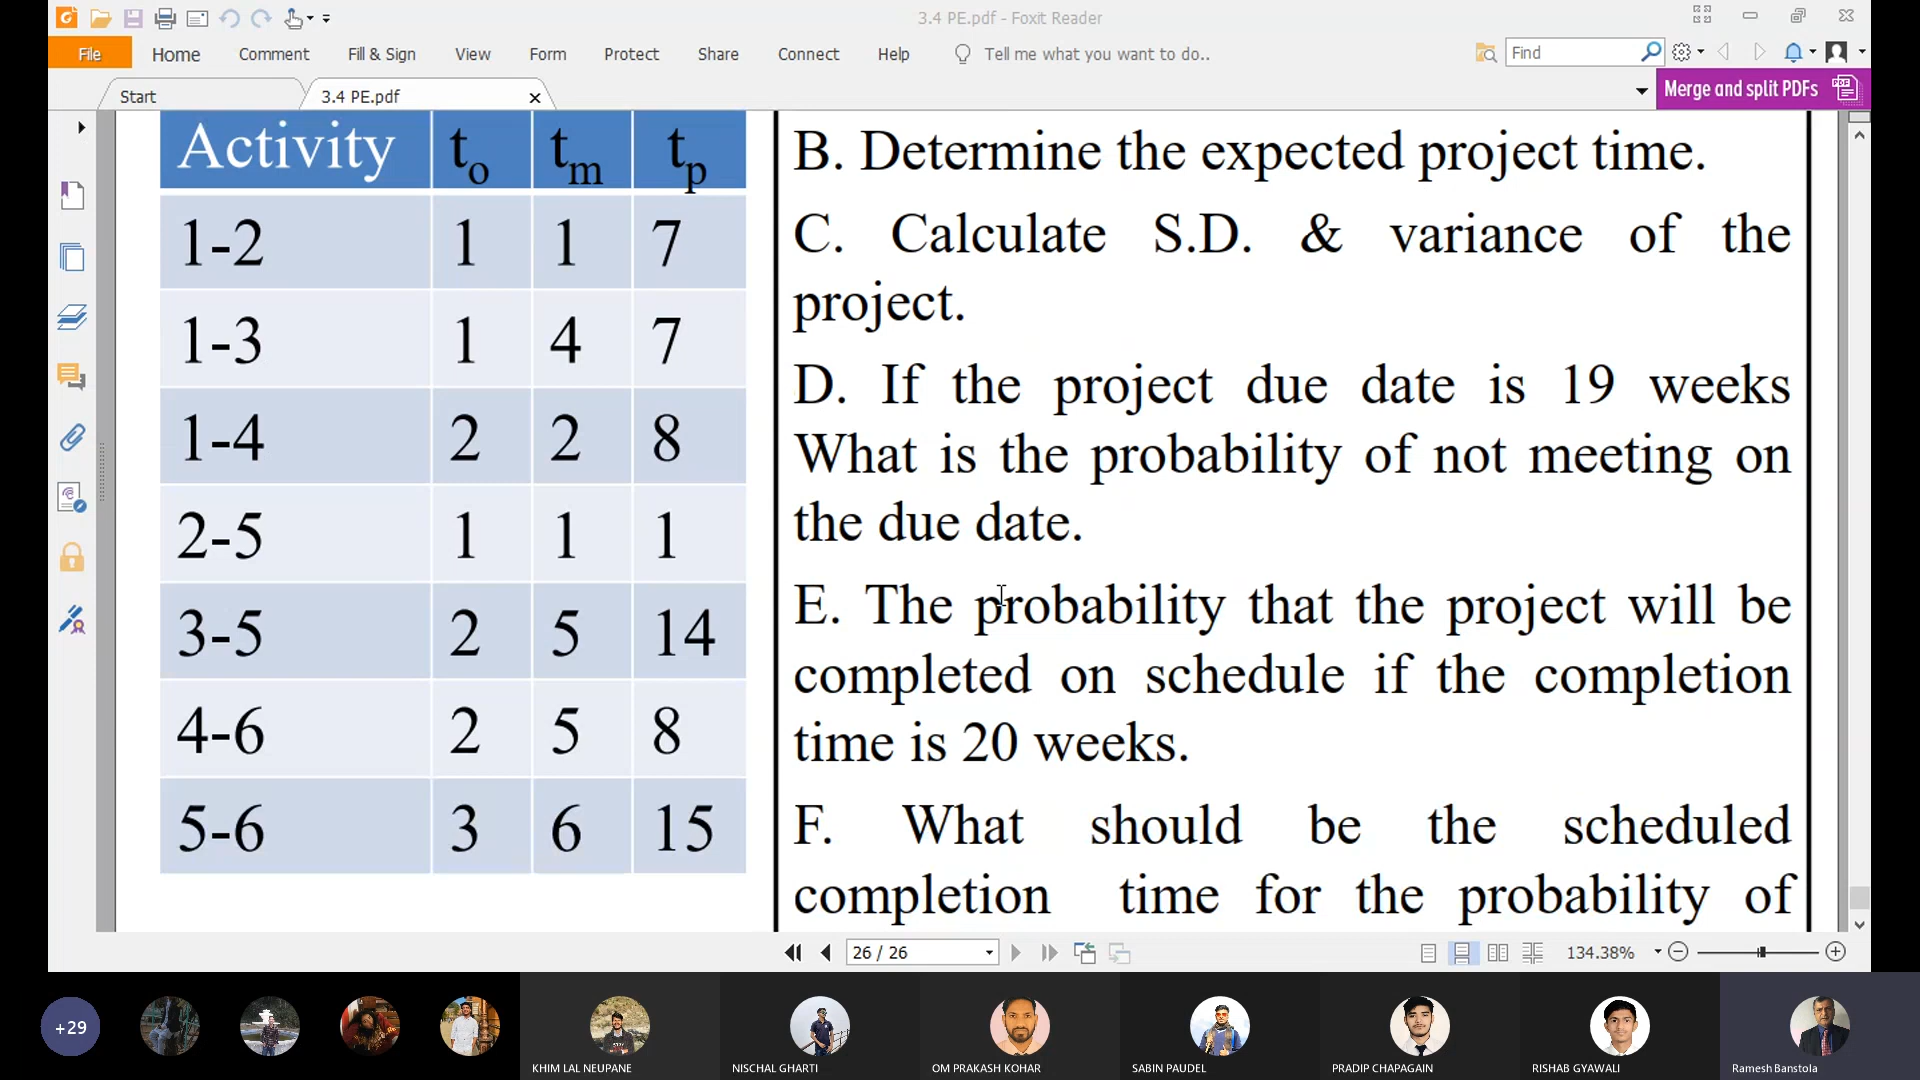 3.4 PE.pdf - Foxit Reader
File Home Comment Fill & Sign View Form Protect Share Connect Help Tell me what you want to do.. Find
Start 3.4 PE.pdf Merge and split PDFs
PDF
Activity to tm tp
1-2 1 1 7
1-3 1 4 7
1-4 2 2 8
2-5 1 1 1
3-5 2 5 14
4-6 2 5 8
5-6 3 6 15
B. Determine the expected project time.
C. Calculate S.D. & variance of the
project.
D. If the project due date is 19 weeks
What is the probability of not meeting on
the due date.
E. The probability that the project will be
completed on schedule if the completion
time is 20 weeks.
F. What should be the scheduled
completion time for the probability of
26 / 26 134.38%
+29 KHIM LAL NEUPANE NISCHAL GHARTI OM PRAKASH KOHAR SABIN PAUDEL PRADIP CHAPAGAIN RISHAB GYAWALI Ramesh Banstola